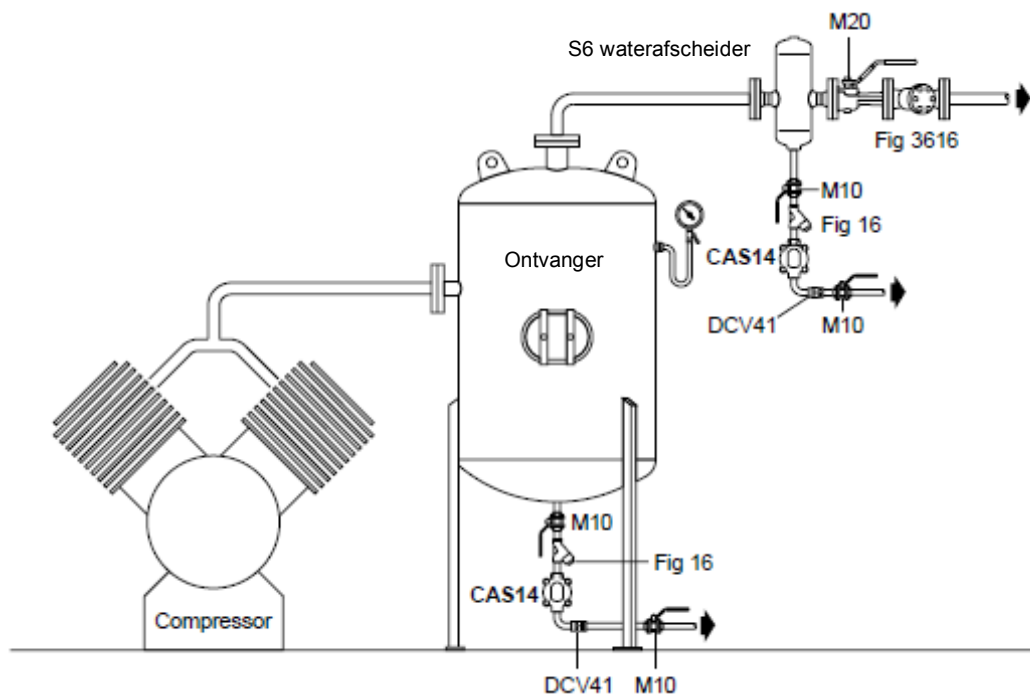 M20
S6 waterafscheider
Fig 3616
M10
Fig 16
CAS14
DCV41
M10
Ontvanger
M10
Fig 16
CAS14
Compressor
DCV41
M10